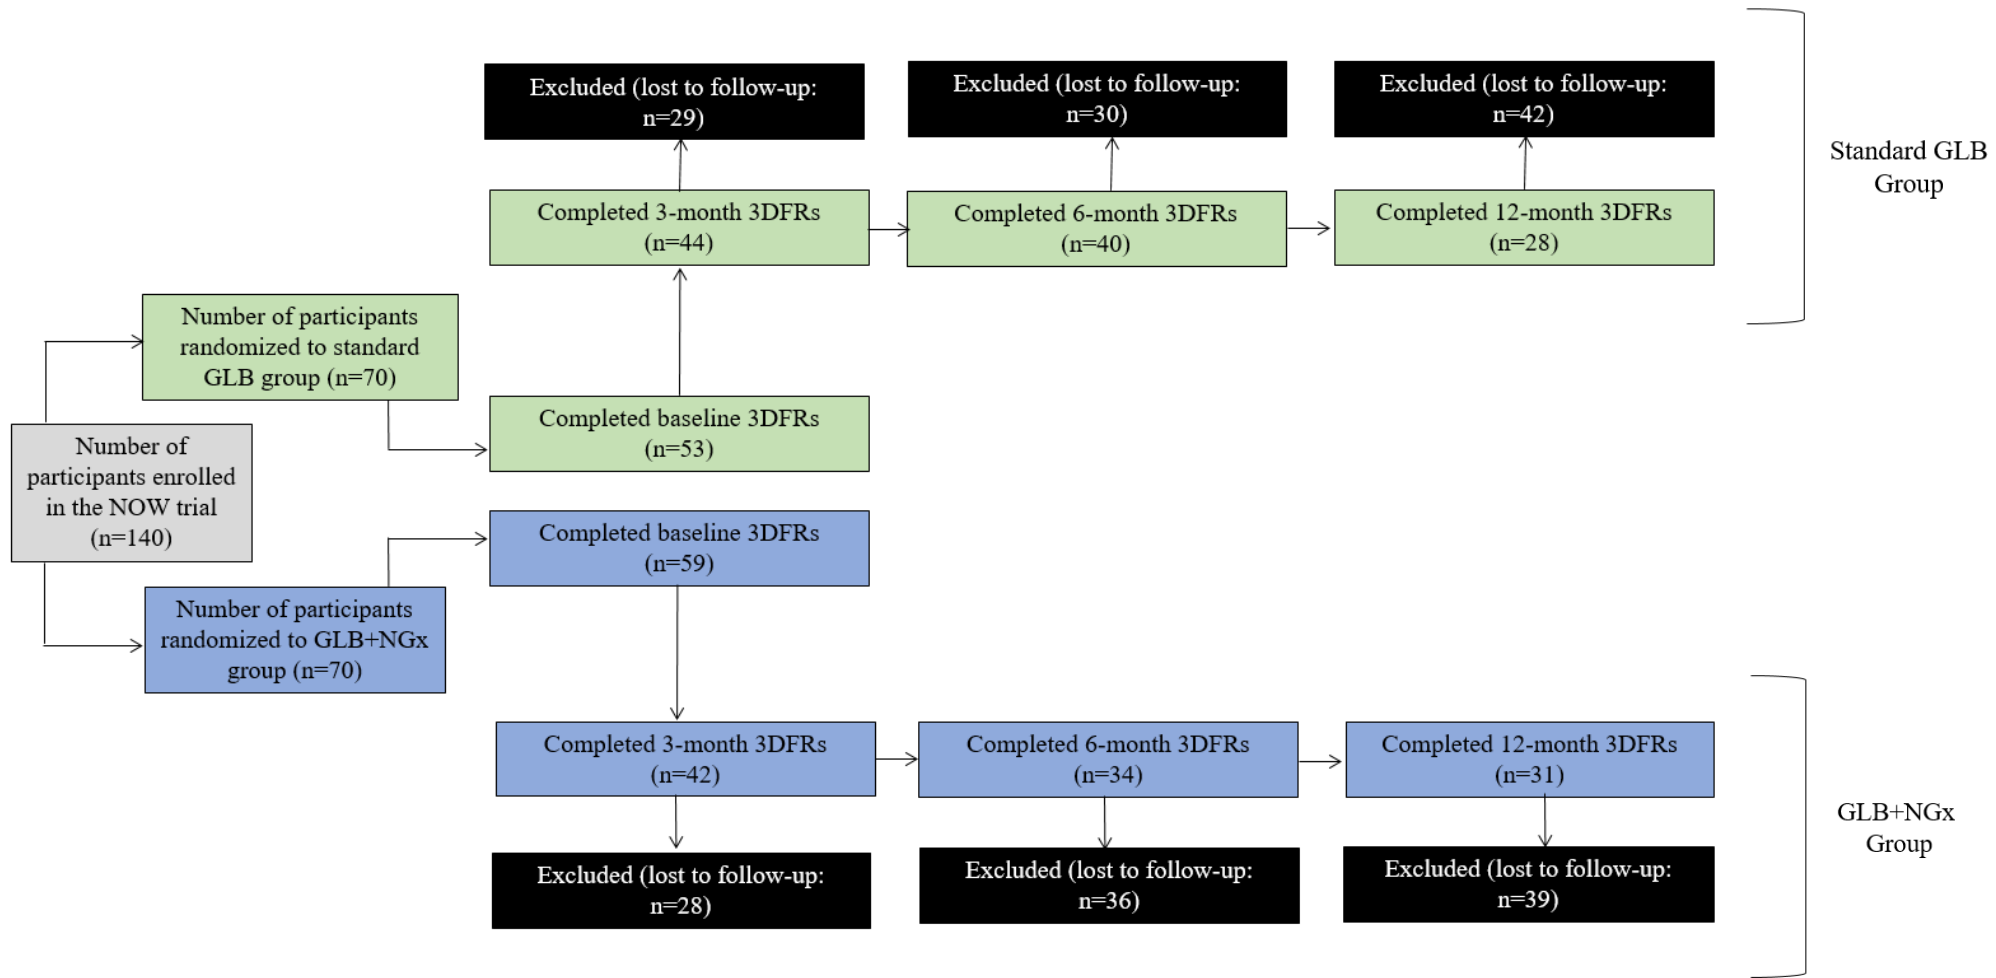 Excluded (lost to follow-up:
n=29)
Excluded (lost to follow-up:
n=30)
Excluded (lost to follow-up:
n=42)
Standard GLB
Group
Completed 3-month 3DFRs
(n=44)
Completed 6-month 3DFRs
(n=40)
Completed 12-month 3DFRs
(n=28)
Number of participants
randomized to standard
GLB group (n=70)
Completed baseline 3DFRs
(n=53)
Number of
participants enrolled
in the NOW trial
(n=140)
Completed baseline 3DFRs
(n=59)
Number of participants
randomized to GLB+NGx
group (n=70)
Completed 3-month 3DFRs
(n=42)
Completed 6-month 3DFRs
(n=34)
Completed 12-month 3DFRs
(n=31)
GLB+NGx
Group
Excluded (lost to follow-up:
n=28)
Excluded (lost to follow-up:
n=36)
Excluded (lost to follow-up:
n=39)